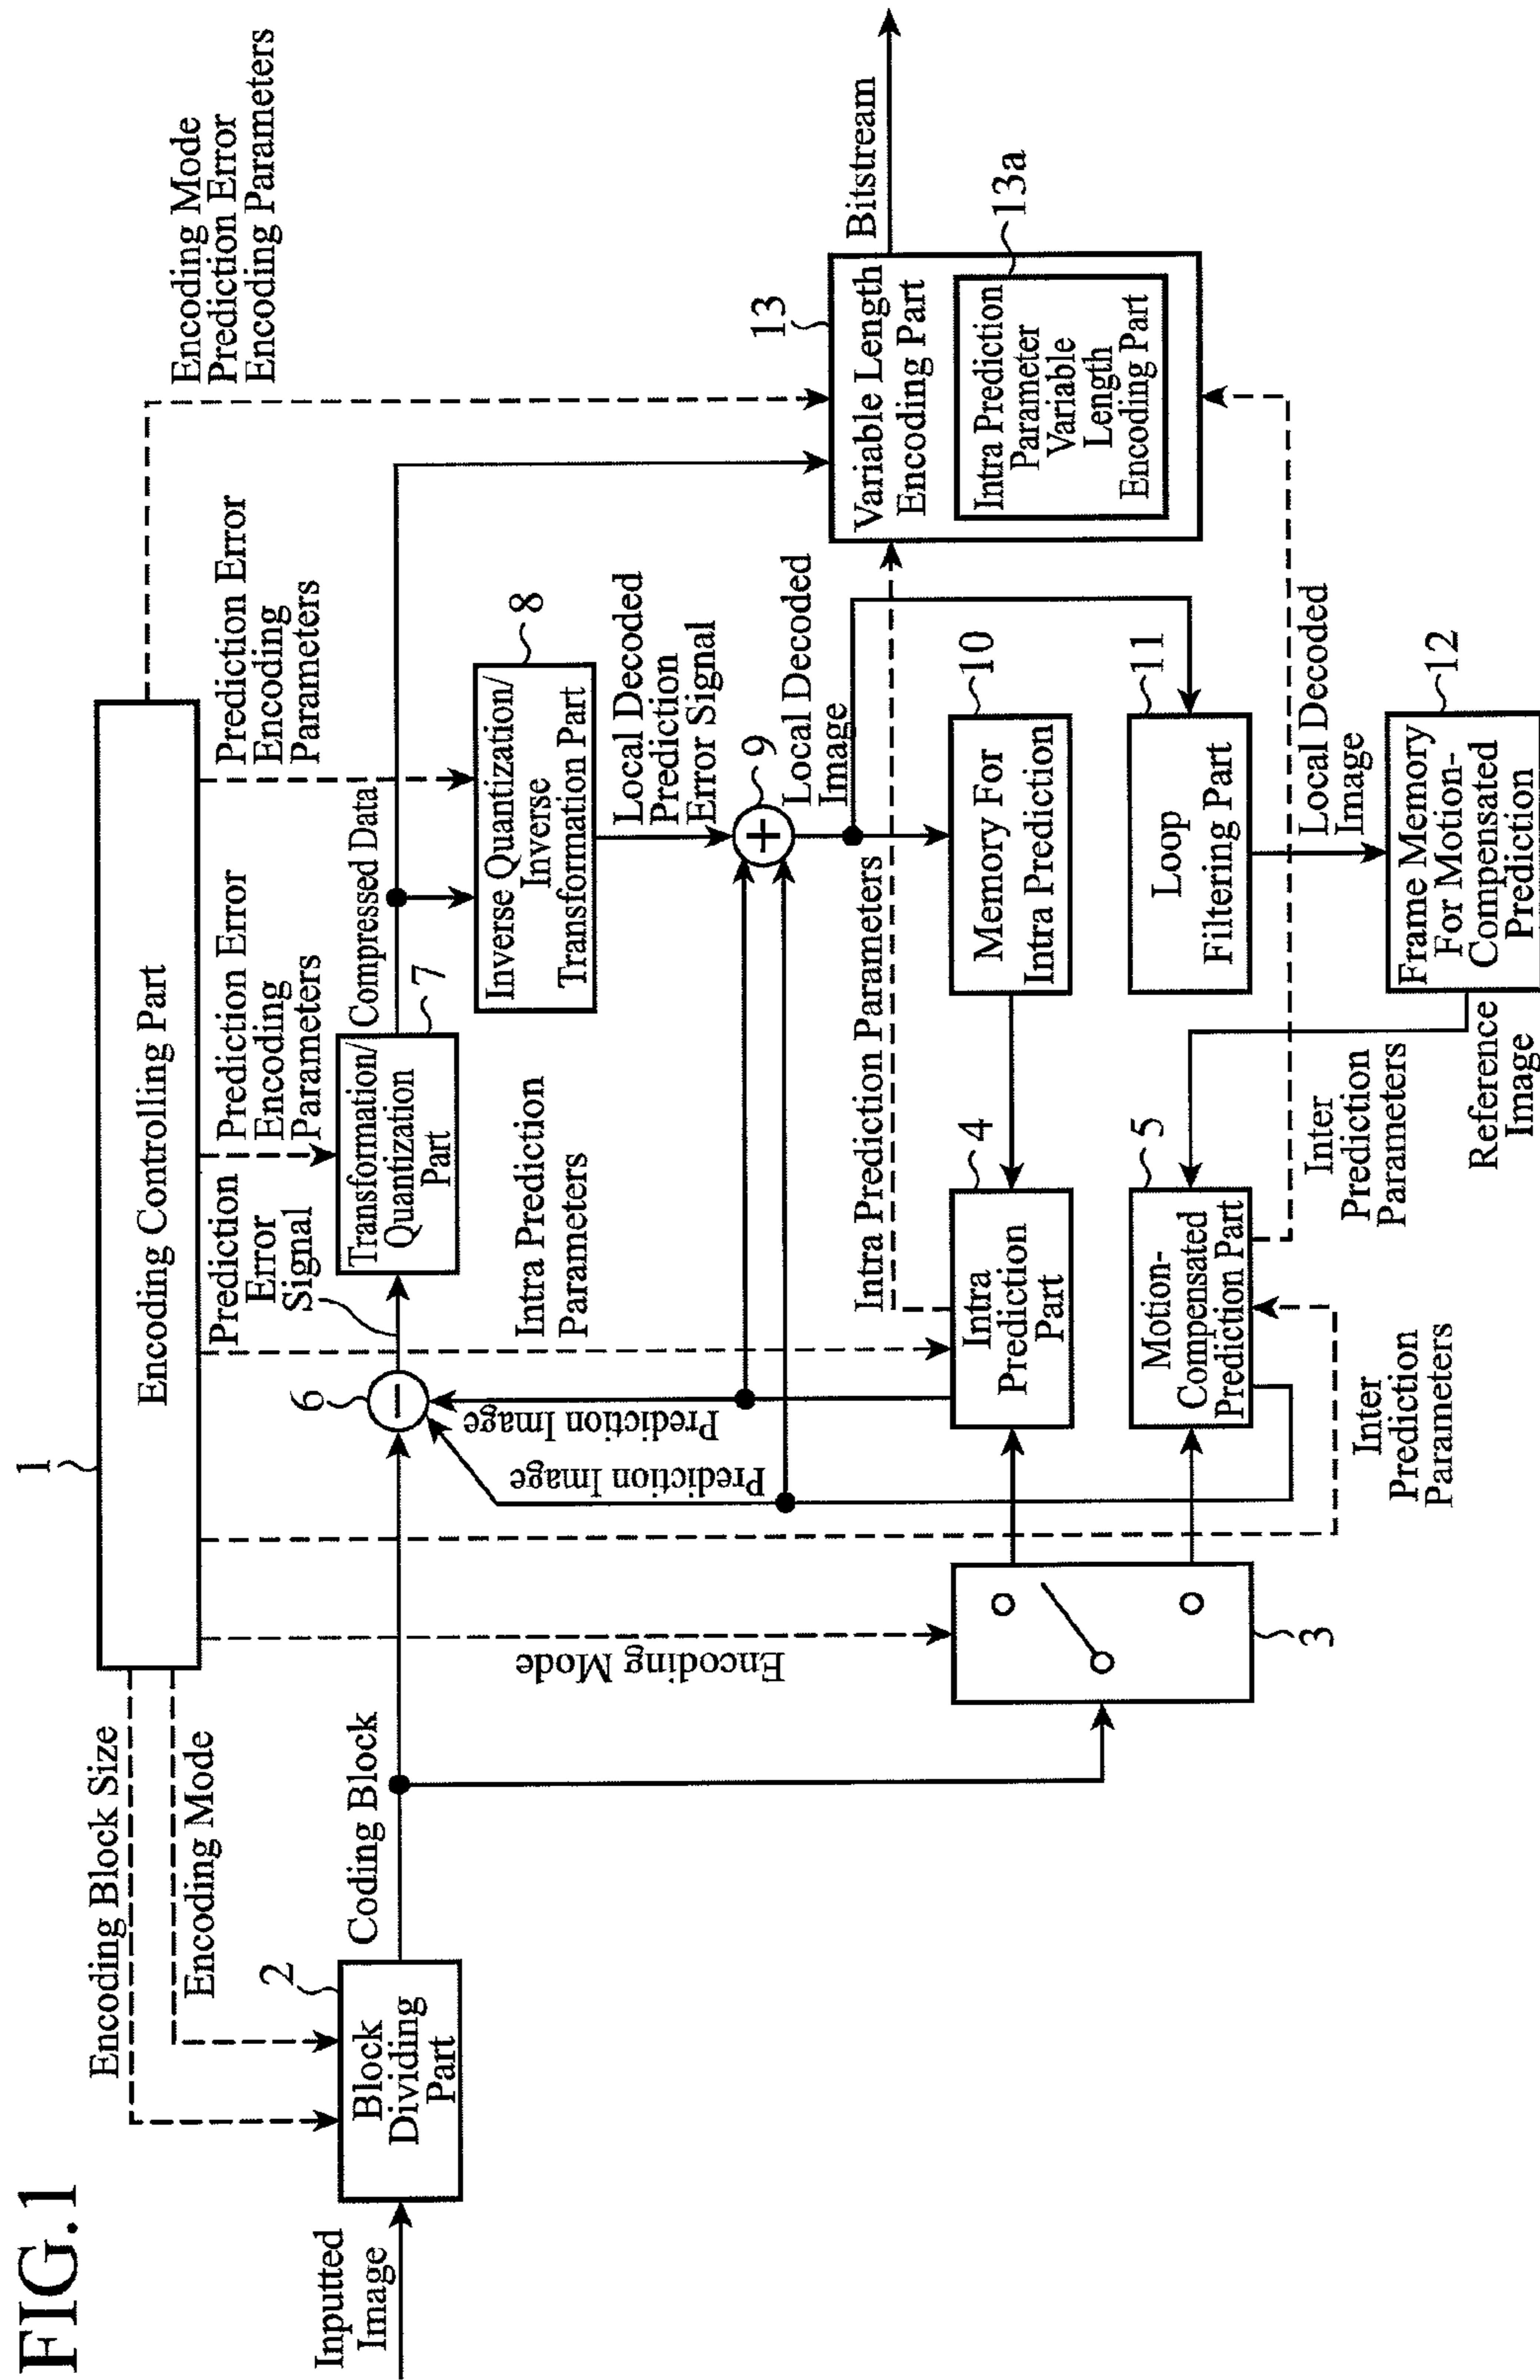 FIG.1
1
Encoding Controlling Part
Encoding Block Size
Encoding Mode
Encoding Mode
Prediction Error
Encoding Parameters
Prediction Error
Encoding
Parameters
Prediction Error
Encoding
Parameters
Prediction
Error
Signal
Inputted
Image
2
Block
Dividing
Part
Coding Block
6
−
Transformation/
Quantization
Part
7
Compressed Data
Inverse Quantization/
Inverse
Transformation Part
8
Intra Prediction
Parameters
Prediction Image
Prediction Image
Encoding Mode
Local Decoded
Prediction
Error Signal
9
+
Local Decoded
Image
13
Variable Length
Encoding Part
Bitstream
13a
Intra Prediction
Parameter
Variable
Length
Encoding Part
Intra Prediction Parameters
3
4
Intra
Prediction
Part
10
Memory For
Intra Prediction
5
Motion-
Compensated
Prediction Part
11
Loop
Filtering Part
Inter
Prediction
Parameters
Inter
Prediction
Parameters
Local Decoded
Image
12
Frame Memory
For Motion-
Compensated
Prediction
Reference
Image